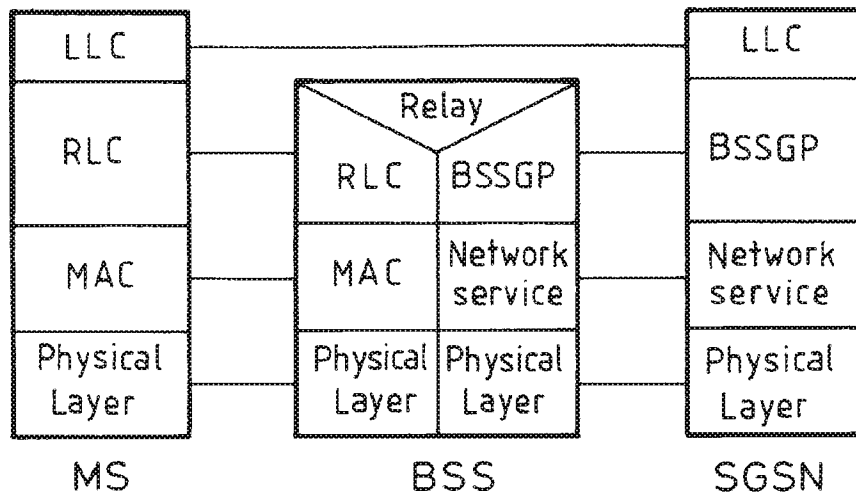 LLC
RLC
MAC
Physical
Layer
MS
Relay
RLC
BSSGP
MAC
Network
service
Physical
Layer
Physical
Layer
BSS
LLC
BSSGP
Network
service
Physical
Layer
SGSN